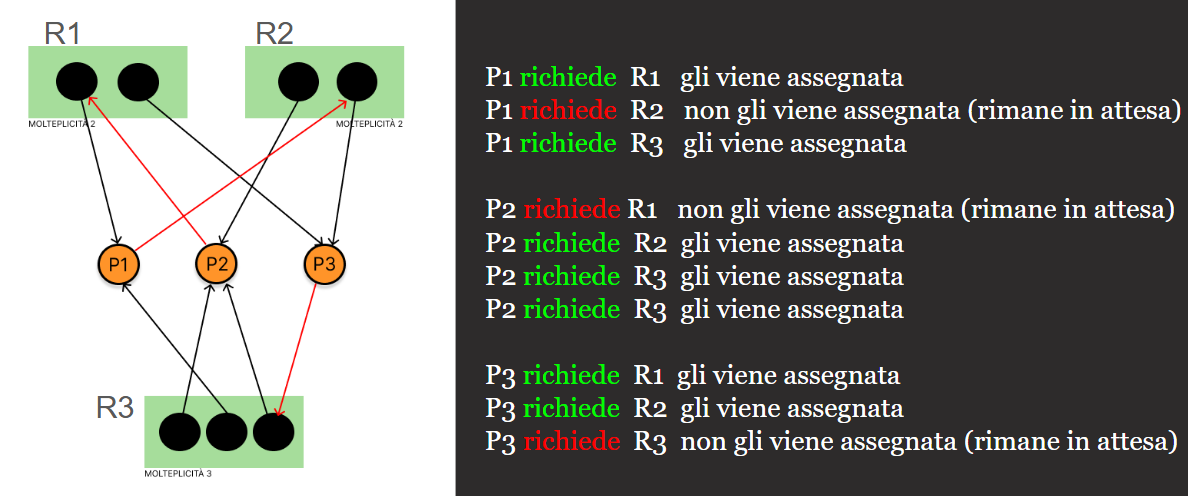 R1
R2
MOLTEPLICITÀ 2
MOLTEPLICITÀ 2
P1
P2
P3
R3
MOLTEPLICITÀ 3
P1 richiede R1 gli viene assegnata
P1 richiede R2 non gli viene assegnata (rimane in attesa)
P1 richiede R3 gli viene assegnata
P2 richiede R1 non gli viene assegnata (rimane in attesa)
P2 richiede R2 gli viene assegnata
P2 richiede R3 gli viene assegnata
P2 richiede R3 gli viene assegnata
P3 richiede R1 gli viene assegnata
P3 richiede R2 gli viene assegnata
P3 richiede R3 non gli viene assegnata (rimane in attesa)